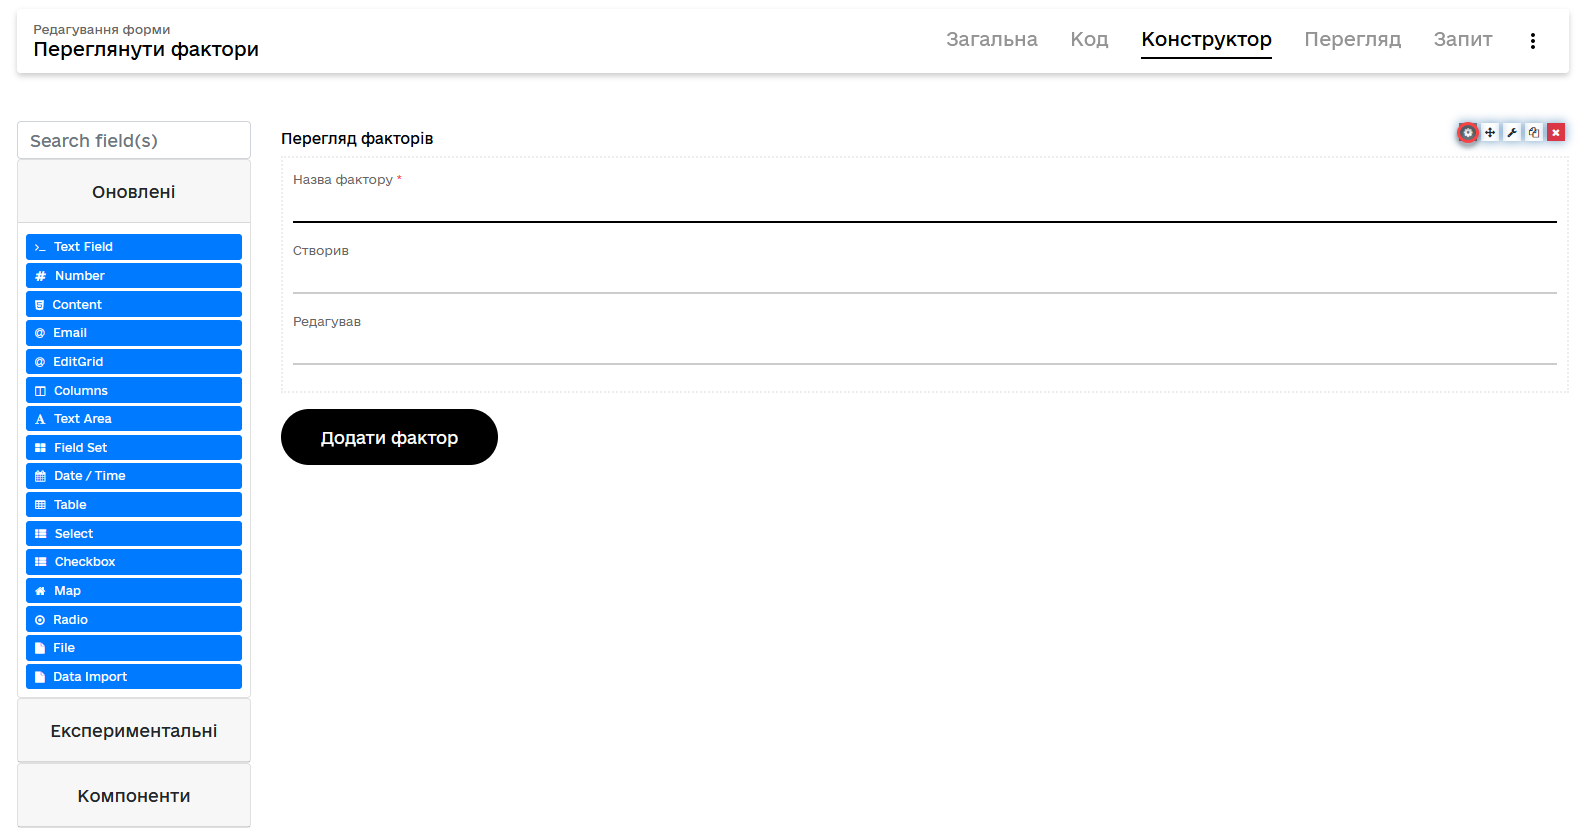 Редагування форми
Переглянути фактори
Загальна Код Конструктор Перегляд Запит
Search field(s)
Оновлені
Text Field
Number
Content
Email
EditGrid
Columns
Text Area
Field Set
Date / Time
Table
Select
Checkbox
Map
Radio
File
Data Import
Експериментальні
Компоненти
Перегляд факторів
Назва фактору *
Створив
Редагував
Додати фактор